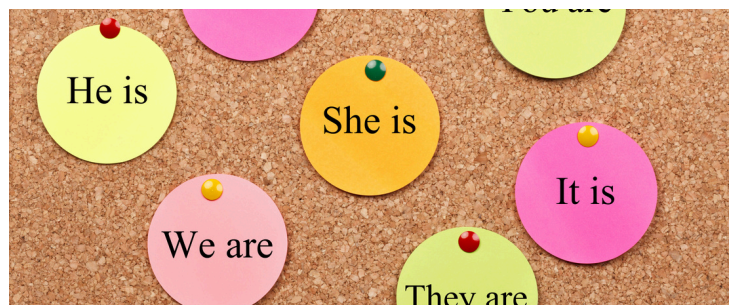 You are
He is
She is
It is
We are
They are